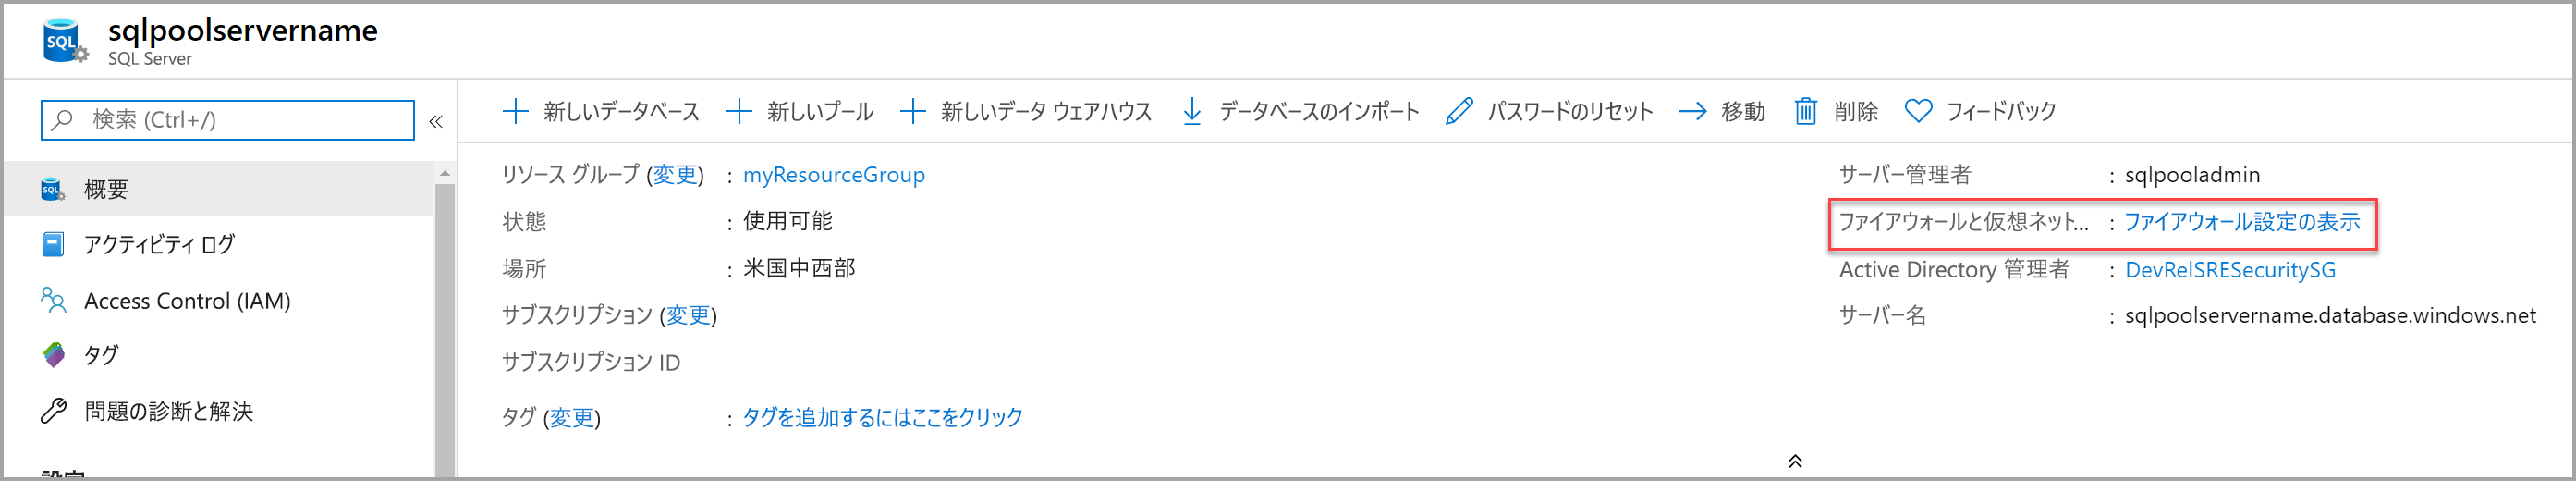 sqlpoolservername
SQL Server
検索 (Ctrl+/)
概要
アクティビティ ログ
Access Control (IAM)
タグ
問題の診断と解決
設定
新しいデータベース 新しいプール 新しいデータ ウェアハウス データベースのインポート パスワードのリセット 移動 削除 フィードバック
リソース グループ (変更) : myResourceGroup
状態 : 使用可能
場所 : 米国中西部
サブスクリプション (変更)
サブスクリプション ID
タグ (変更) : タグを追加するにはここをクリック
サーバー管理者 : sqlpooladmin
ファイアウォールと仮想ネット... : ファイアウォール設定の表示
Active Directory 管理者 : DevRelSRESecuritySG
サーバー名 : sqlpoolservername.database.windows.net